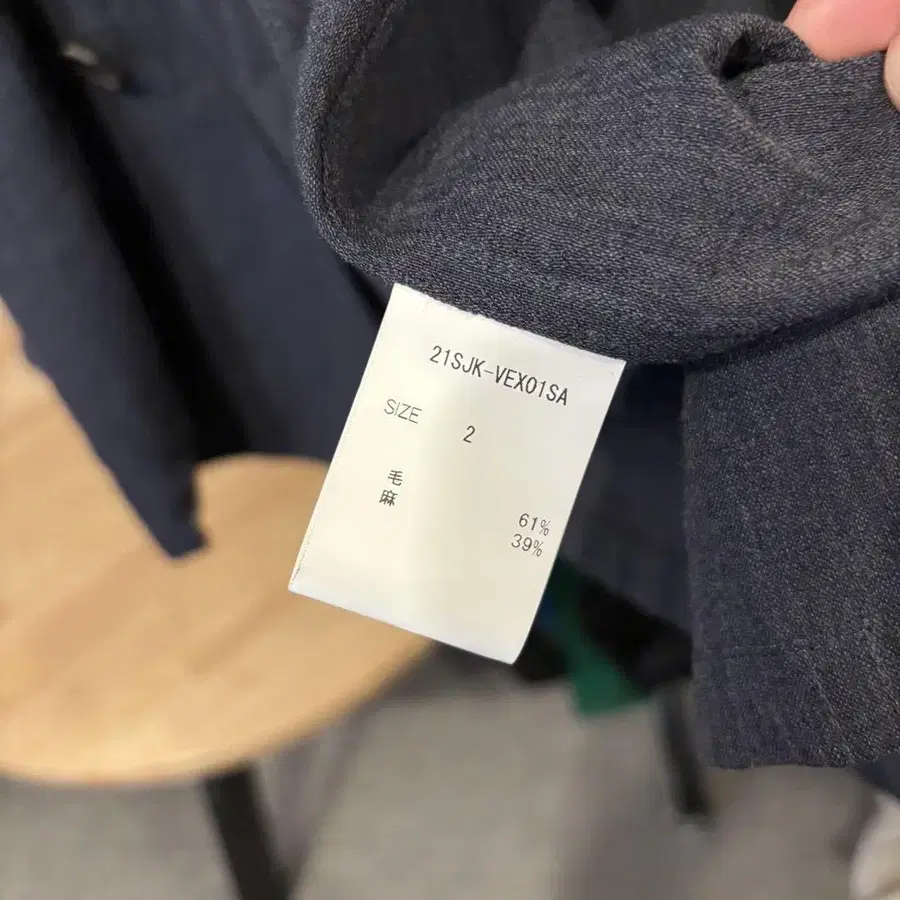 21SJK-VEX01SA
SIZE 2
毛 61%
麻 39%